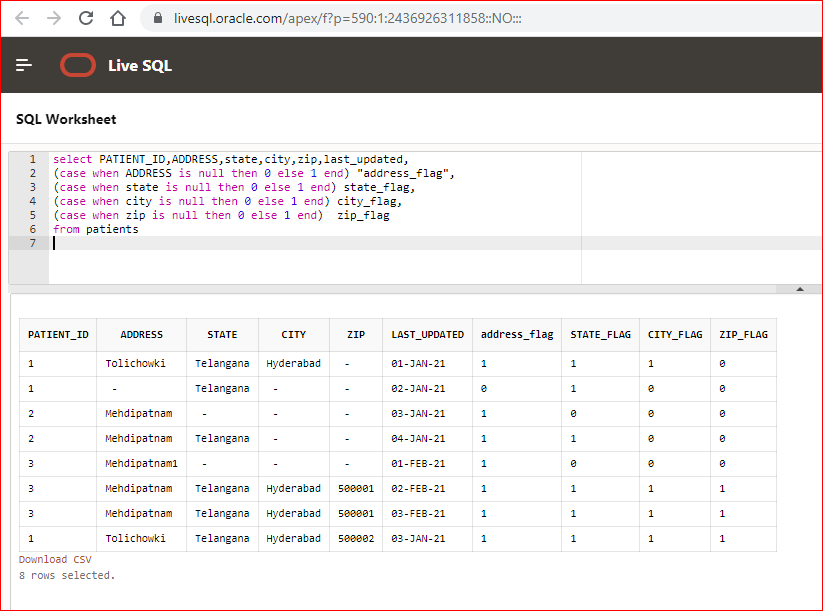 livesql.oracle.com/apex/f?p=590:1:2436926311858::NO:::
Live SQL
SQL Worksheet
1 select PATIENT_ID,ADDRESS,state,city,zip,last_updated,
2 (case when ADDRESS is null then 0 else 1 end) "address_flag",
3 (case when state is null then 0 else 1 end) state_flag,
4 (case when city is null then 0 else 1 end) city_flag,
5 (case when zip is null then 0 else 1 end)  zip_flag
6 from patients
7
PATIENT_ID ADDRESS STATE CITY ZIP LAST_UPDATED address_flag STATE_FLAG CITY_FLAG ZIP_FLAG
1 Tolichowki Telangana Hyderabad - 01-JAN-21 1 1 1 0
1 - Telangana - - 02-JAN-21 0 1 0 0
2 Mehdipatnam - - - 03-JAN-21 1 0 0 0
2 Mehdipatnam Telangana - - 04-JAN-21 1 1 0 0
3 Mehdipatnam1 - - - 01-FEB-21 1 0 0 0
3 Mehdipatnam Telangana Hyderabad 500001 02-FEB-21 1 1 1 1
3 Mehdipatnam Telangana Hyderabad 500001 03-FEB-21 1 1 1 1
1 Tolichowki Telangana Hyderabad 500002 03-JAN-21 1 1 1 1
Download CSV
8 rows selected.